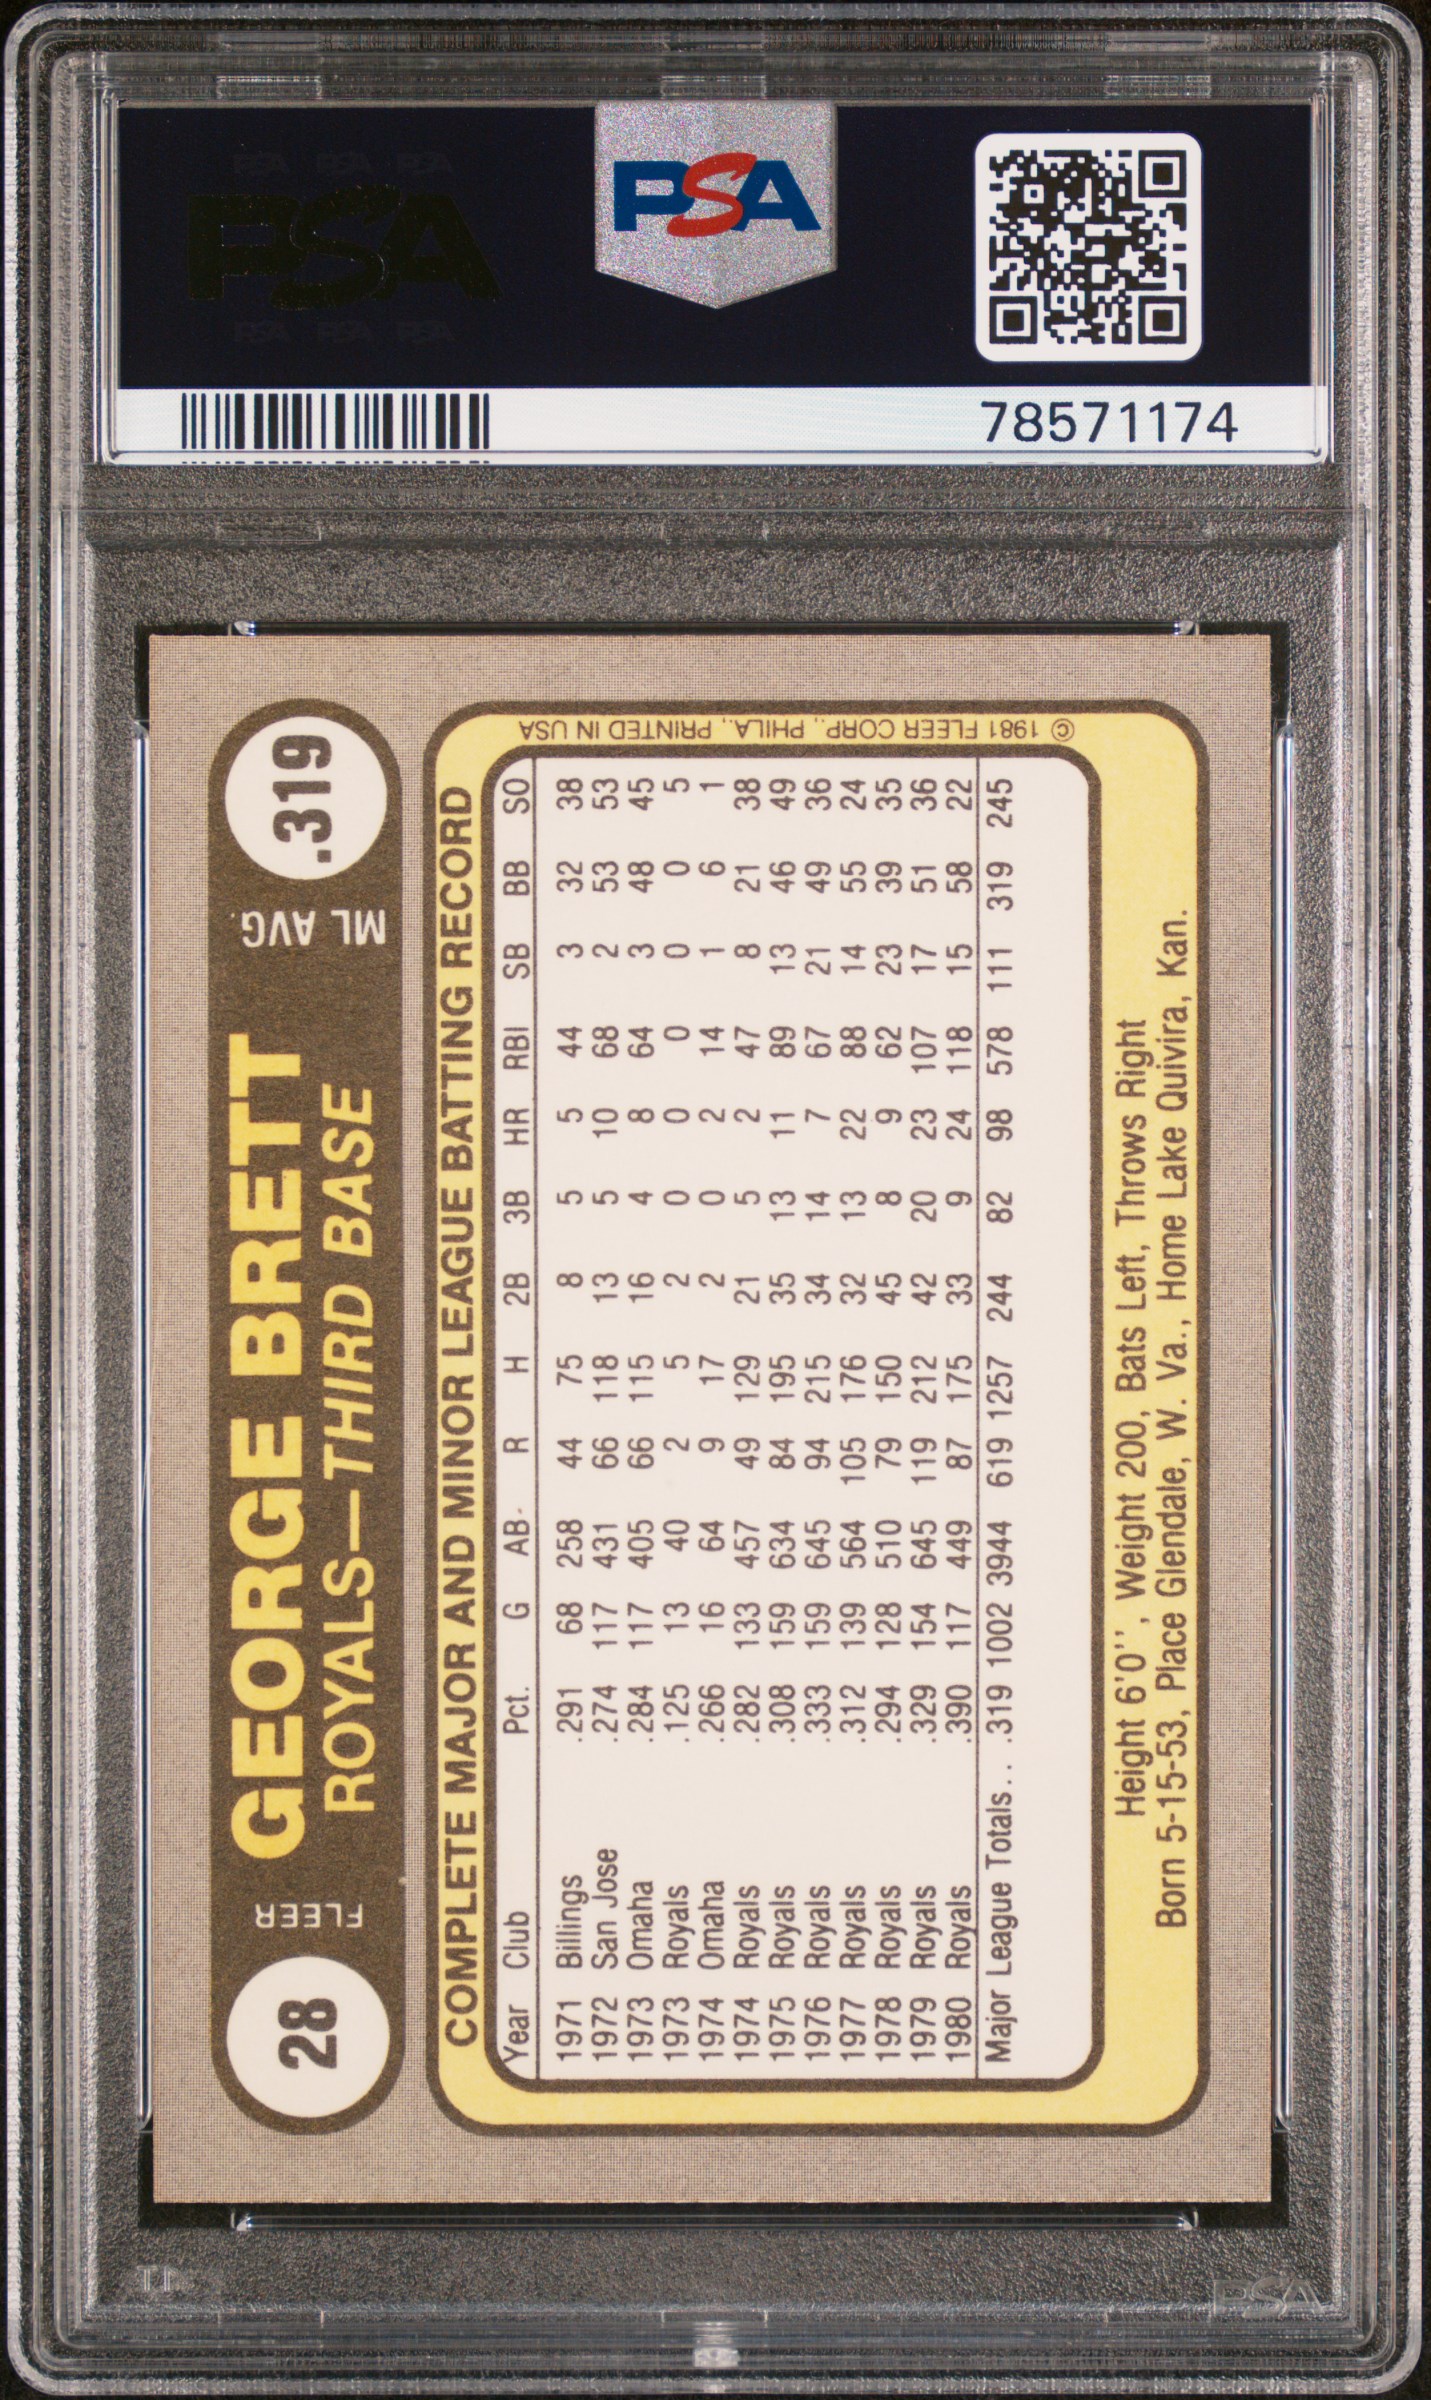 PSA PSA PSA
PSA
PSA PSA PSA
PSA
78571174
28
FLEER
GEORGE BRETT
ROYALS—THIRD BASE
ML AVG.
.319
COMPLETE MAJOR AND MINOR LEAGUE BATTING RECORD
Year Club Pct. G AB. R H 2B 3B HR RBI SB BB SO
1971 Billings .291 68 258 44 75 8 5 5 44 3 32 38
1972 San Jose .274 117 431 66 118 13 5 10 68 2 53 53
1973 Omaha .284 117 405 66 115 16 4 8 64 3 48 45
1973 Royals .125 13 40 2 5 2 0 0 0 0 0 5
1974 Omaha .266 16 64 9 17 2 0 2 14 1 6 1
1974 Royals .282 133 457 49 129 21 5 2 47 8 21 38
1975 Royals .308 159 634 84 195 35 13 11 89 13 46 49
1976 Royals .333 159 645 94 215 34 14 7 67 21 49 36
1977 Royals .312 139 564 105 176 32 13 22 88 14 55 24
1978 Royals .294 128 510 79 150 45 8 9 62 23 39 35
1979 Royals .329 154 645 119 212 42 20 23 107 17 51 36
1980 Royals .390 117 449 87 175 33 9 24 118 15 58 22
Major League Totals. . .319 1002 3944 619 1257 244 82 98 578 111 319 245
© 1981 FLEER CORP., PHILA., PRINTED IN USA
Height 6'0'', Weight 200, Bats Left, Throws Right
Born 5-15-53, Place Glendale, W. Va., Home Lake Quivira, Kan.
PSA